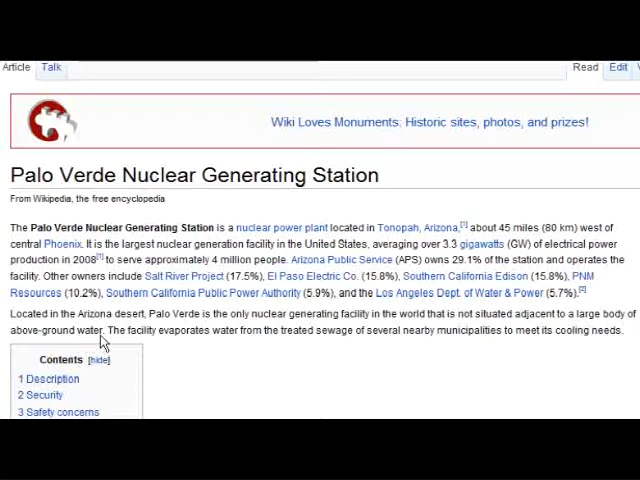 Article Talk Read Edit
Wiki Loves Monuments: Historic sites, photos, and prizes!
Palo Verde Nuclear Generating Station
From Wikipedia, the free encyclopedia
The Palo Verde Nuclear Generating Station is a nuclear power plant located in Tonopah, Arizona,[1] about 45 miles (80 km) west of
central Phoenix. It is the largest nuclear generation facility in the United States, averaging over 3.3 gigawatts (GW) of electrical power
production in 2008[1] to serve approximately 4 million people. Arizona Public Service (APS) owns 29.1% of the station and operates the
facility. Other owners include Salt River Project (17.5%), El Paso Electric Co. (15.8%), Southern California Edison (15.8%), PNM
Resources (10.2%), Southern California Public Power Authority (5.9%), and the Los Angeles Dept. of Water & Power (5.7%).[2]
Located in the Arizona desert, Palo Verde is the only nuclear generating facility in the world that is not situated adjacent to a large body of
above-ground water. The facility evaporates water from the treated sewage of several nearby municipalities to meet its cooling needs.
Contents [hide]
1 Description
2 Security
3 Safety concerns